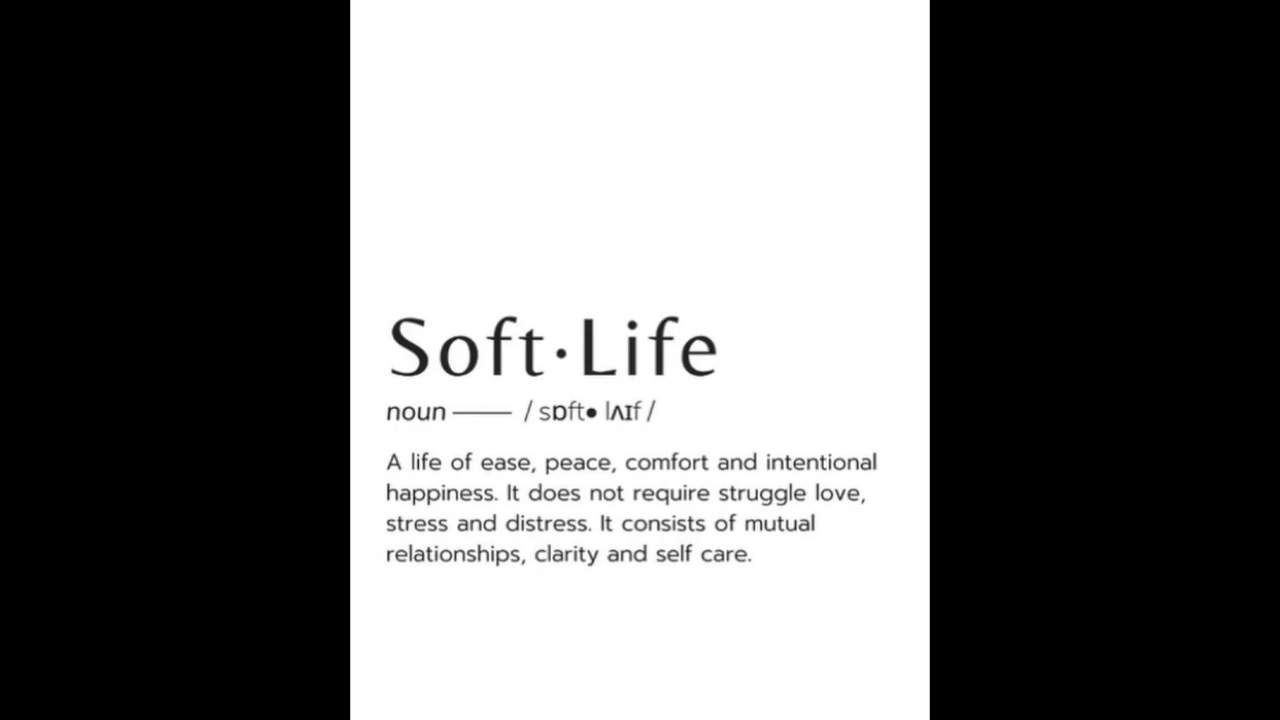 Soft·Life
noun —— / sɒft● lʌɪf /
A life of ease, peace, comfort and intentional
happiness. It does not require struggle love,
stress and distress. It consists of mutual
relationships, clarity and self care.